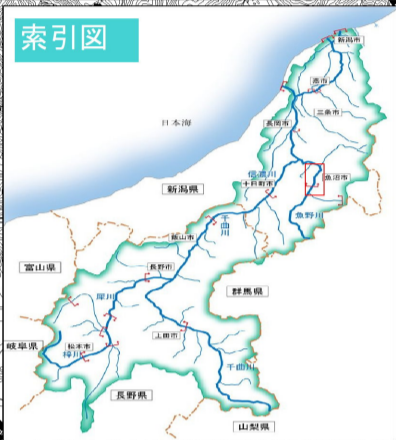 索引図
新潟市
燕市
三条市
日本海
長岡市
信濃川
魚沼市
十日町市
新潟県
魚野川
千曲川
飯山市
富山県
長野市
群馬県
犀川
岐阜県
松本市
上田市
梓川
千曲川
長野県
山梨県